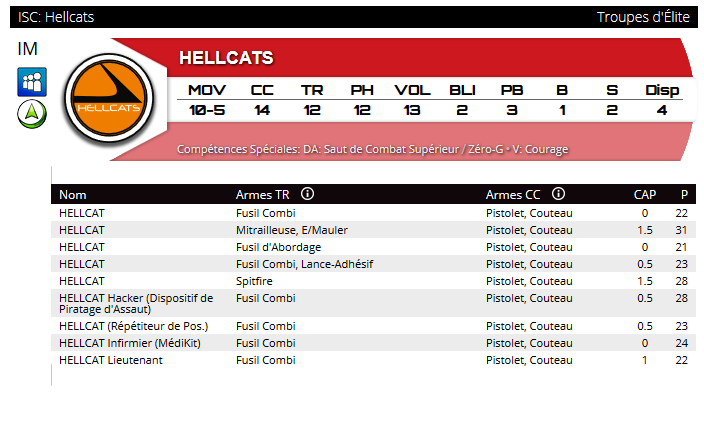 ISC: Hellcats Troupes d'Élite
IM
HELLCATS
HELLCATS
MOV CC TR PH VOL BLI PB B S Disp
10-5 14 12 12 13 2 3 1 2 4
Compétences Spéciales: DA: Saut de Combat Supérieur / Zéro-G • V: Courage
Nom Armes TR Armes CC CAP P
HELLCAT Fusil Combi Pistolet, Couteau 0 22
HELLCAT Mitrailleuse, E/Mauler Pistolet, Couteau 1.5 31
HELLCAT Fusil d'Abordage Pistolet, Couteau 0 21
HELLCAT Fusil Combi, Lance-Adhésif Pistolet, Couteau 0.5 23
HELLCAT Spitfire Pistolet, Couteau 1.5 28
HELLCAT Hacker (Dispositif de Fusil Combi Pistolet, Couteau 0.5 28
Piratage d'Assaut)
HELLCAT (Répétiteur de Pos.) Fusil Combi Pistolet, Couteau 0.5 23
HELLCAT Infirmier (MédiKit) Fusil Combi Pistolet, Couteau 0 24
HELLCAT Lieutenant Fusil Combi Pistolet, Couteau 1 22